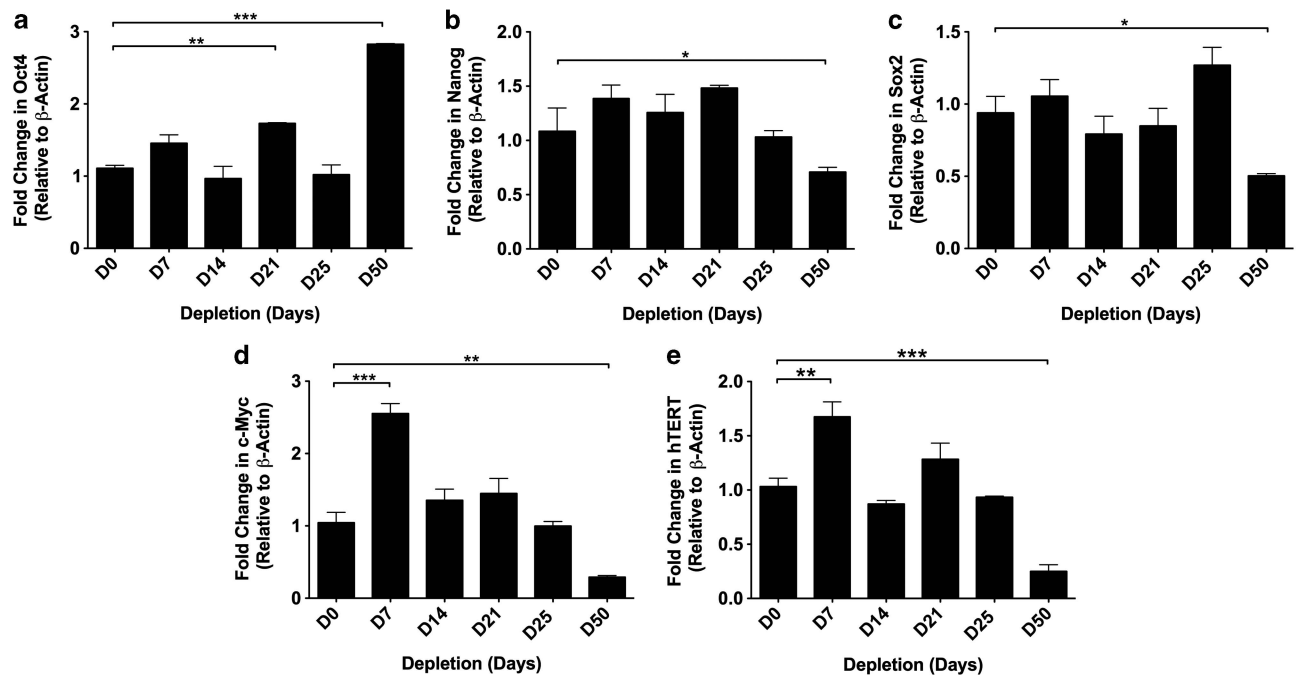 a
***
**
Fold Change in Oct4
(Relative to β-Actin)
3
2
1
0
D0 D7 D14 D21 D25 D50
Depletion (Days)
b
*
Fold Change in Nanog
(Relative to β-Actin)
2.0
1.5
1.0
0.5
0.0
D0 D7 D14 D21 D25 D50
Depletion (Days)
c
*
Fold Change in Sox2
(Relative to β-Actin)
1.5
1.0
0.5
0.0
D0 D7 D14 D21 D25 D50
Depletion (Days)
d
**
***
Fold Change in c-Myc
(Relative to β-Actin)
3
2
1
0
D0 D7 D14 D21 D25 D50
Depletion (Days)
e
***
**
Fold Change in hTERT
(Relative to β-Actin)
2.0
1.5
1.0
0.5
0.0
D0 D7 D14 D21 D25 D50
Depletion (Days)